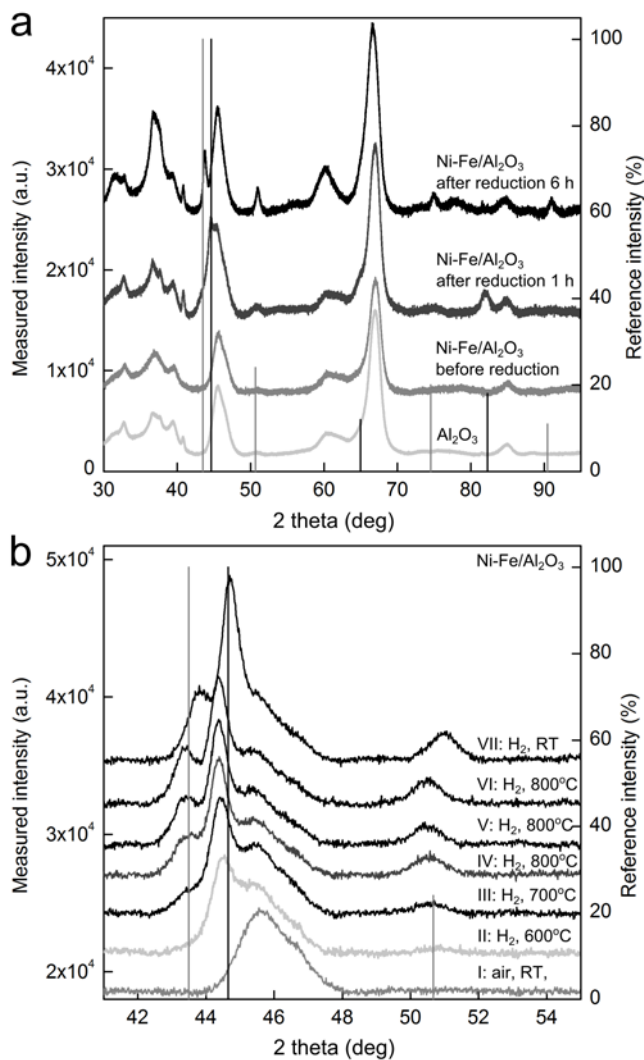 a
4x10⁴
3x10⁴
2x10⁴
1x10⁴
0
Measured intensity (a.u.)
100
80
60
40
20
0
Reference intensity (%)
Ni-Fe/Al₂O₃
after reduction 6 h
Ni-Fe/Al₂O₃
after reduction 1 h
Ni-Fe/Al₂O₃
before reduction
Al₂O₃
30 40 50 60 70 80 90
2 theta (deg)
b
5x10⁴
4x10⁴
3x10⁴
2x10⁴
Measured intensity (a.u.)
100
80
60
40
20
0
Reference intensity (%)
Ni-Fe/Al₂O₃
VII: H₂, RT
VI: H₂, 800°C
V: H₂, 800°C
IV: H₂, 800°C
III: H₂, 700°C
II: H₂, 600°C
I: air, RT,
42 44 46 48 50 52 54
2 theta (deg)